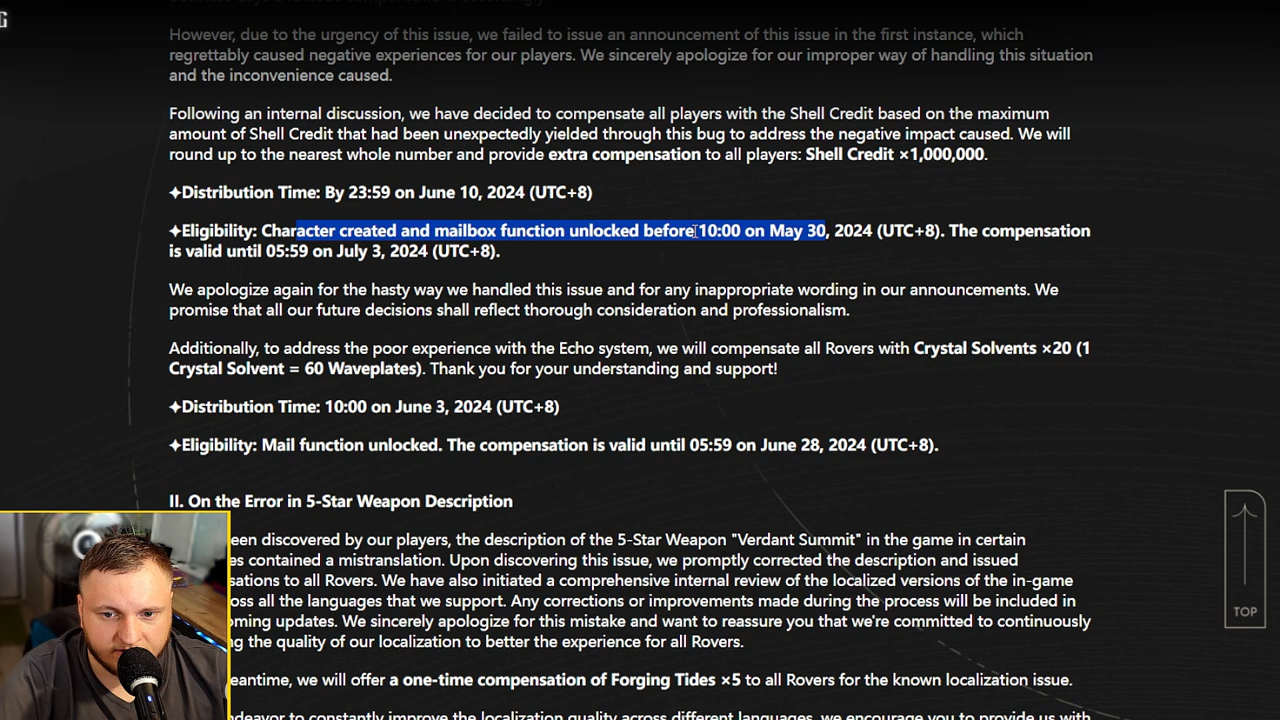 However, due to the urgency of this issue, we failed to issue an announcement of this issue in the first instance, which
regrettably caused negative experiences for our players. We sincerely apologize for our improper way of handling this situation
and the inconvenience caused.
Following an internal discussion, we have decided to compensate all players with the Shell Credit based on the maximum
amount of Shell Credit that had been unexpectedly yielded through this bug to address the negative impact caused. We will
round up to the nearest whole number and provide extra compensation to all players: Shell Credit ×1,000,000.
✦Distribution Time: By 23:59 on June 10, 2024 (UTC+8)
✦Eligibility: Character created and mailbox function unlocked before 10:00 on May 30, 2024 (UTC+8). The compensation
is valid until 05:59 on July 3, 2024 (UTC+8).
We apologize again for the hasty way we handled this issue and for any inappropriate wording in our announcements. We
promise that all our future decisions shall reflect thorough consideration and professionalism.
Additionally, to address the poor experience with the Echo system, we will compensate all Rovers with Crystal Solvents ×20 (1
Crystal Solvent = 60 Waveplates). Thank you for your understanding and support!
✦Distribution Time: 10:00 on June 3, 2024 (UTC+8)
✦Eligibility: Mail function unlocked. The compensation is valid until 05:59 on June 28, 2024 (UTC+8).
II. On the Error in 5-Star Weapon Description
een discovered by our players, the description of the 5-Star Weapon "Verdant Summit" in the game in certain
es contained a mistranslation. Upon discovering this issue, we promptly corrected the description and issued
sations to all Rovers. We have also initiated a comprehensive internal review of the localized versions of the in-game
oss all the languages that we support. Any corrections or improvements made during the process will be included in
oming updates. We sincerely apologize for this mistake and want to reassure you that we're committed to continuously
g the quality of our localization to better the experience for all Rovers.
TOP
eantime, we will offer a one-time compensation of Forging Tides ×5 to all Rovers for the known localization issue.
deavor to constantly improve the localization quality across different languages, we encourage you to provide us with